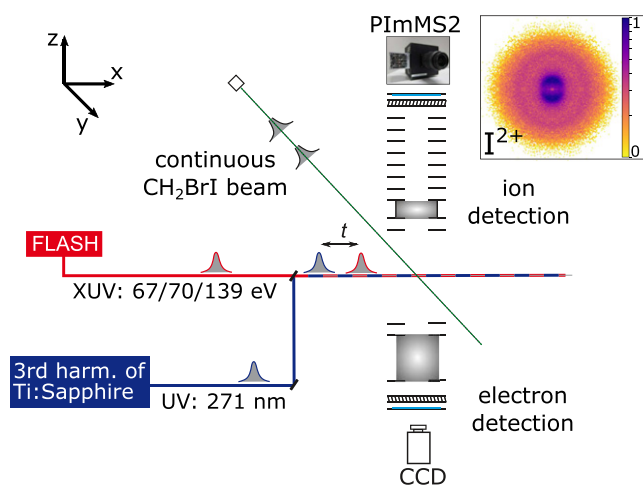 PImMS2
z
x
y
1
0
I²⁺
continuous
CH₂BrI beam
ion
detection
t
FLASH
XUV: 67/70/139 eV
3rd harm. of
Ti:Sapphire
UV: 271 nm
electron
detection
CCD